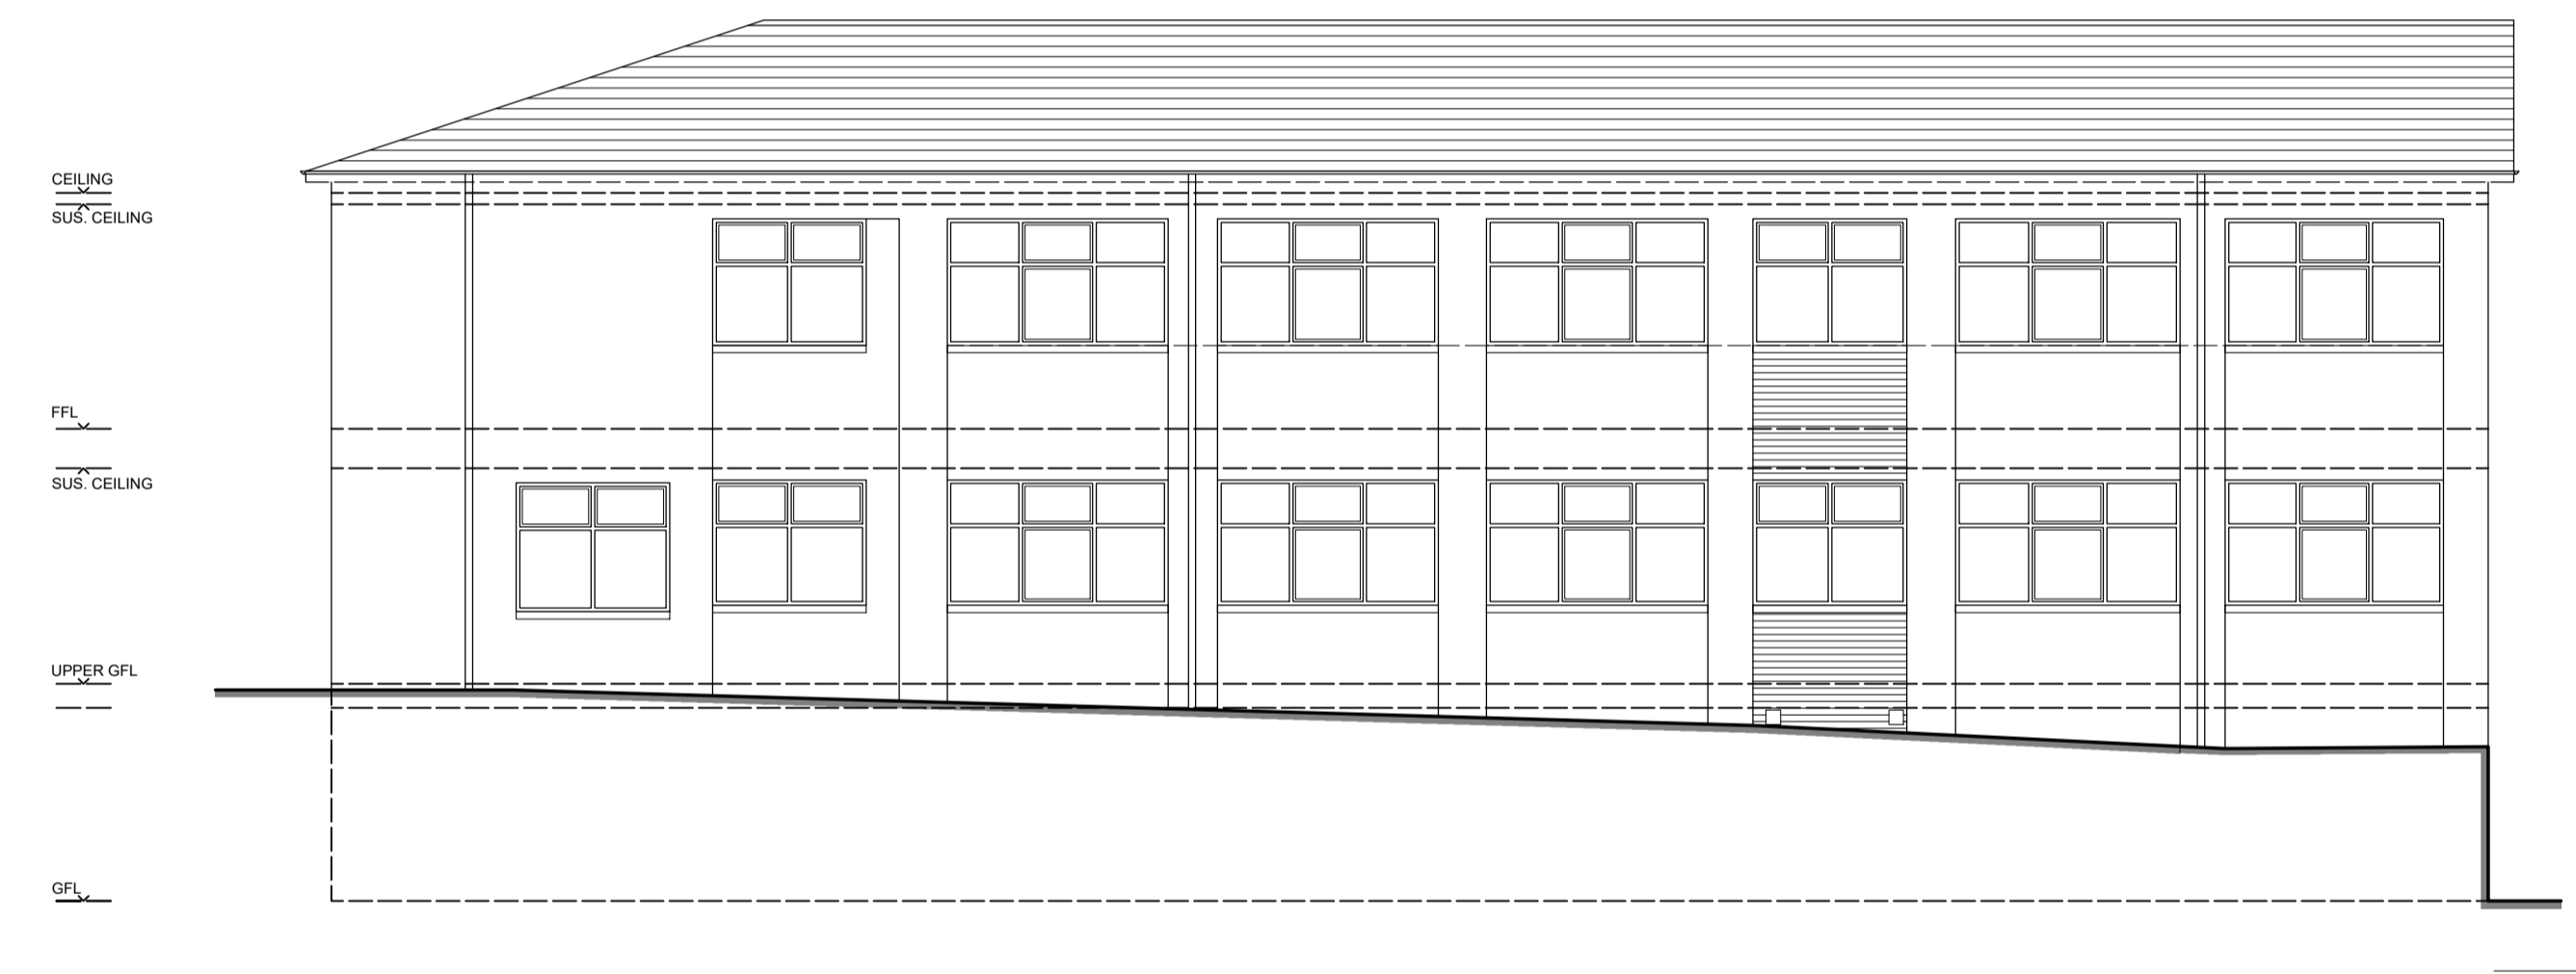 CEILING
SUS. CEILING
FFL
SUS. CEILING
UPPER GFL
GFL